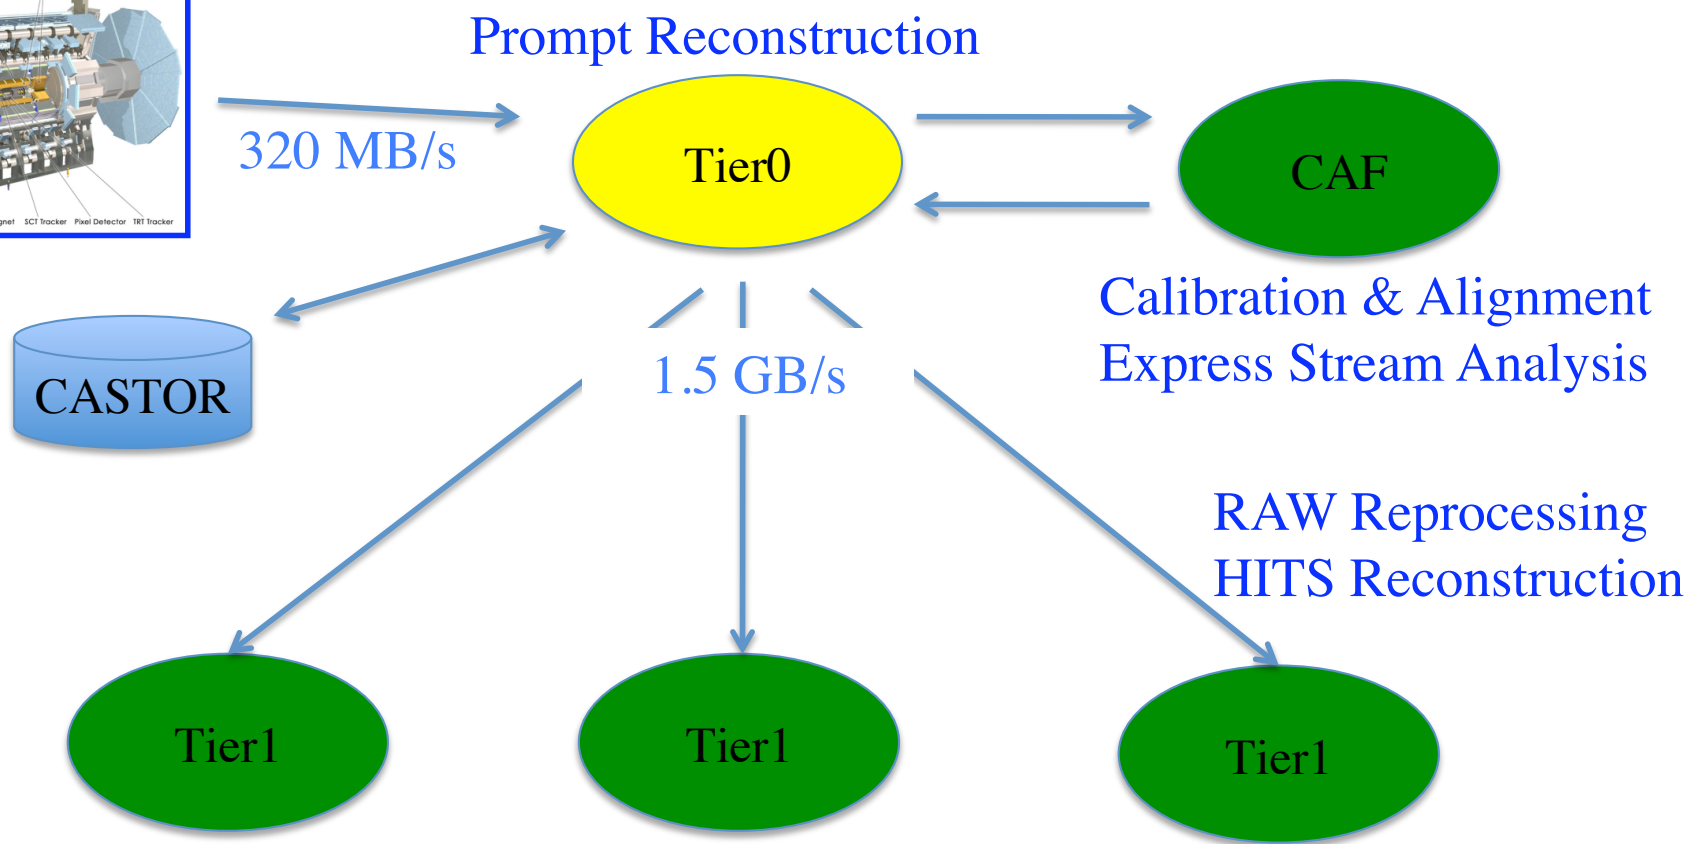 Prompt Reconstruction
320 MB/s
Tier0
CAF
SCT Tracker Pixel Detector TRT Tracker
Calibration & Alignment
Express Stream Analysis
CASTOR
1.5 GB/s
RAW Reprocessing
HITS Reconstruction
Tier1
Tier1
Tier1